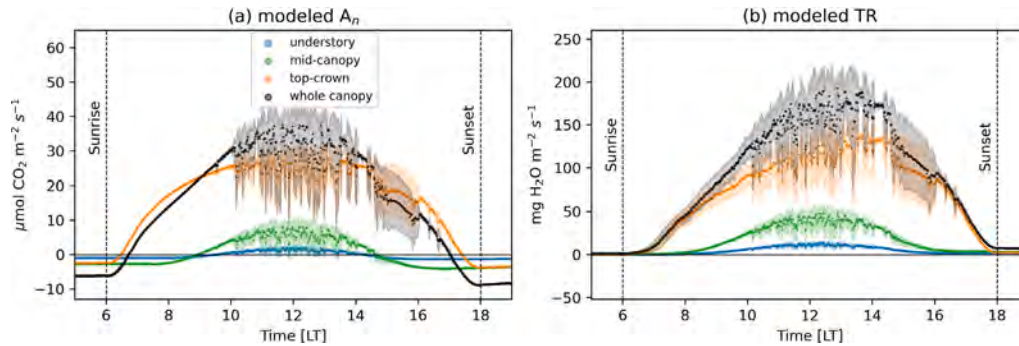 (a) modeled Aₙ
60
50
40
30
20
10
0
−10
μmol CO₂ m⁻² s⁻¹
Sunrise
Sunset
understory
mid-canopy
top-crown
whole canopy
6
8
10
12
14
16
18
Time [LT]
(b) modeled TR
250
200
150
100
50
0
−50
mg H₂O m⁻² s⁻¹
Sunrise
Sunset
6
8
10
12
14
16
18
Time [LT]